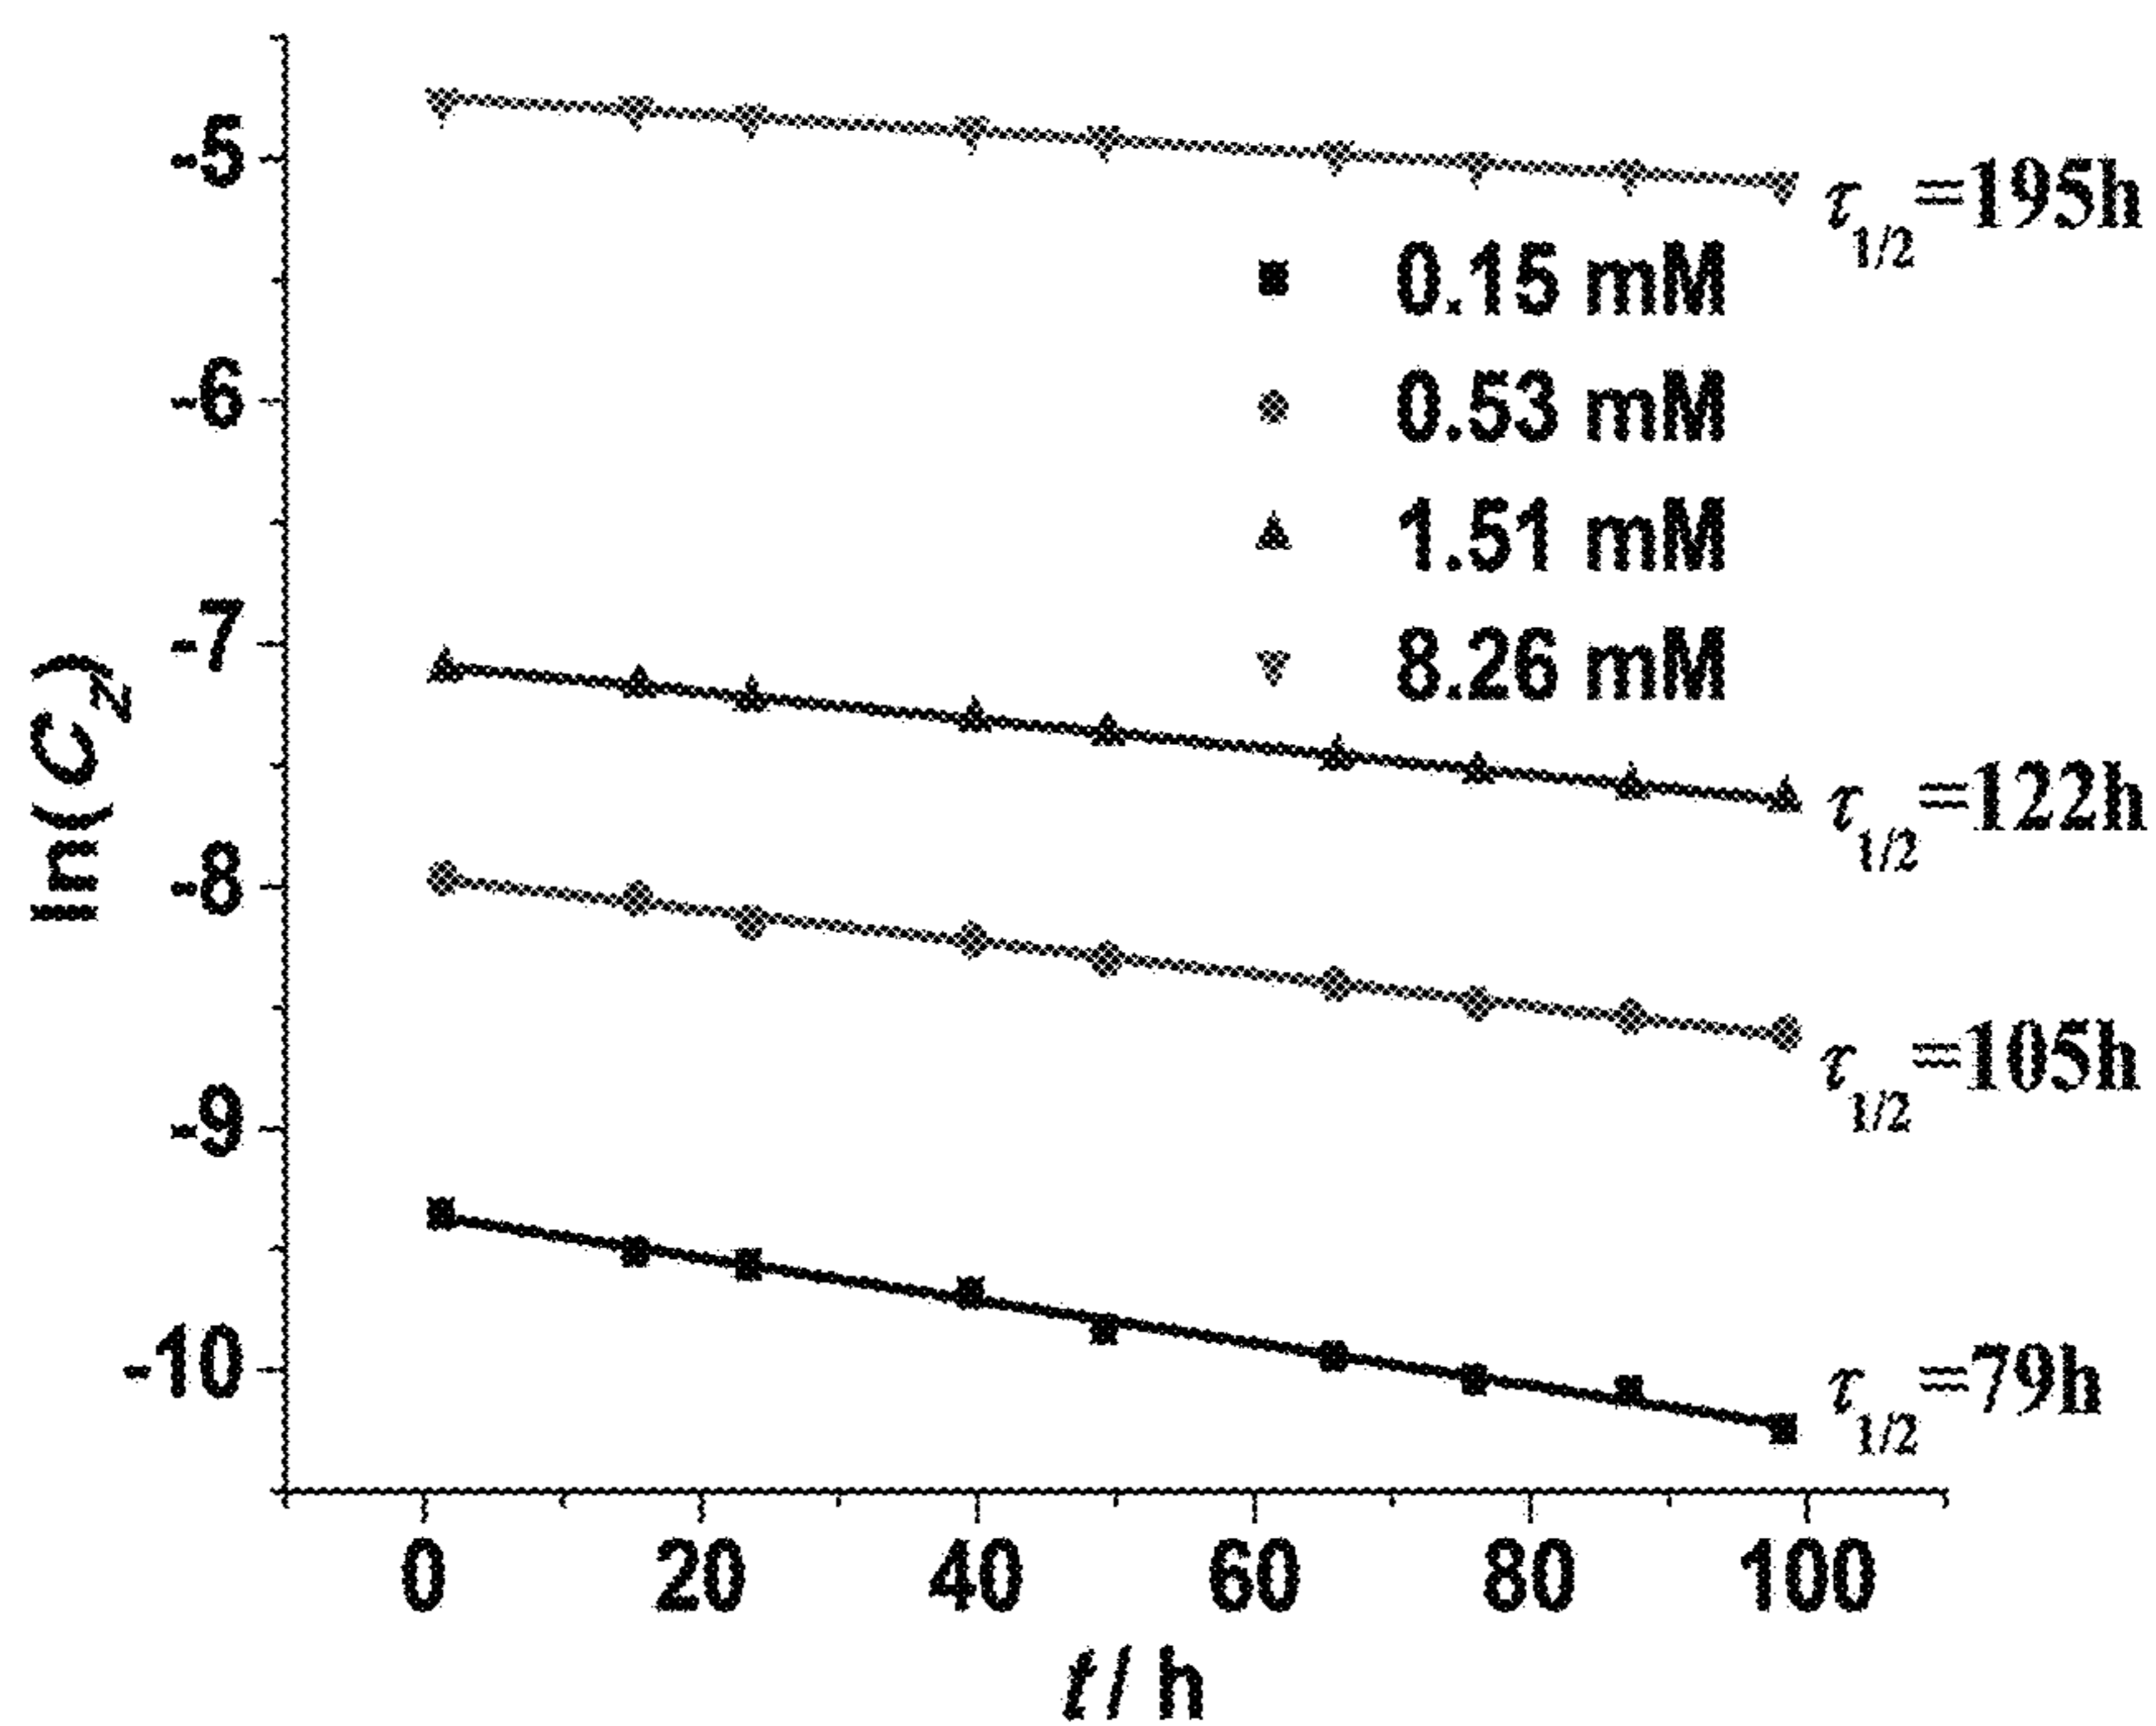 ln(C_Z)
-5
-6
-7
-8
-9
-10
τ1/2=195h
0.15 mM
0.53 mM
1.51 mM
8.26 mM
τ1/2=122h
τ1/2=105h
τ1/2=79h
0 20 40 60 80 100
t/h